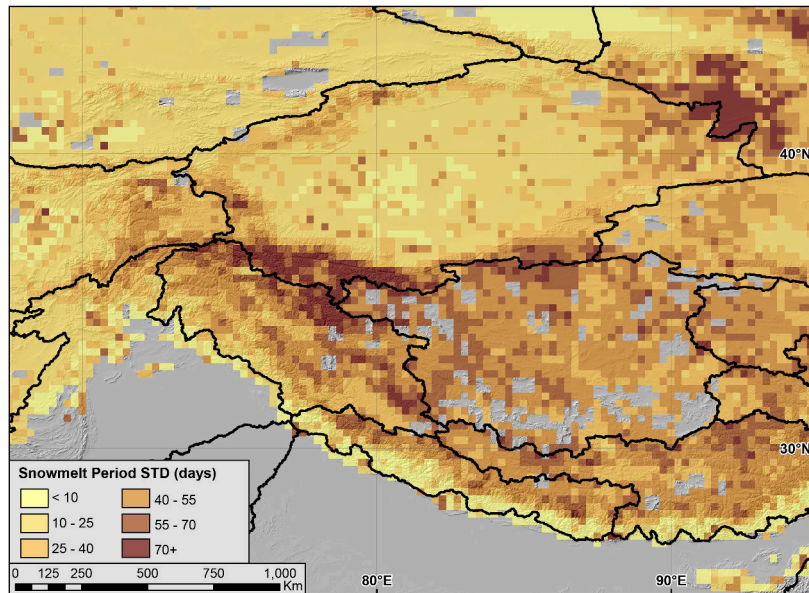 40°N
30°N
Snowmelt Period STD (days)
< 10 40 - 55
10 - 25 55 - 70
25 - 40 70+
0 125 250 500 750 1,000
Km
80°E 90°E